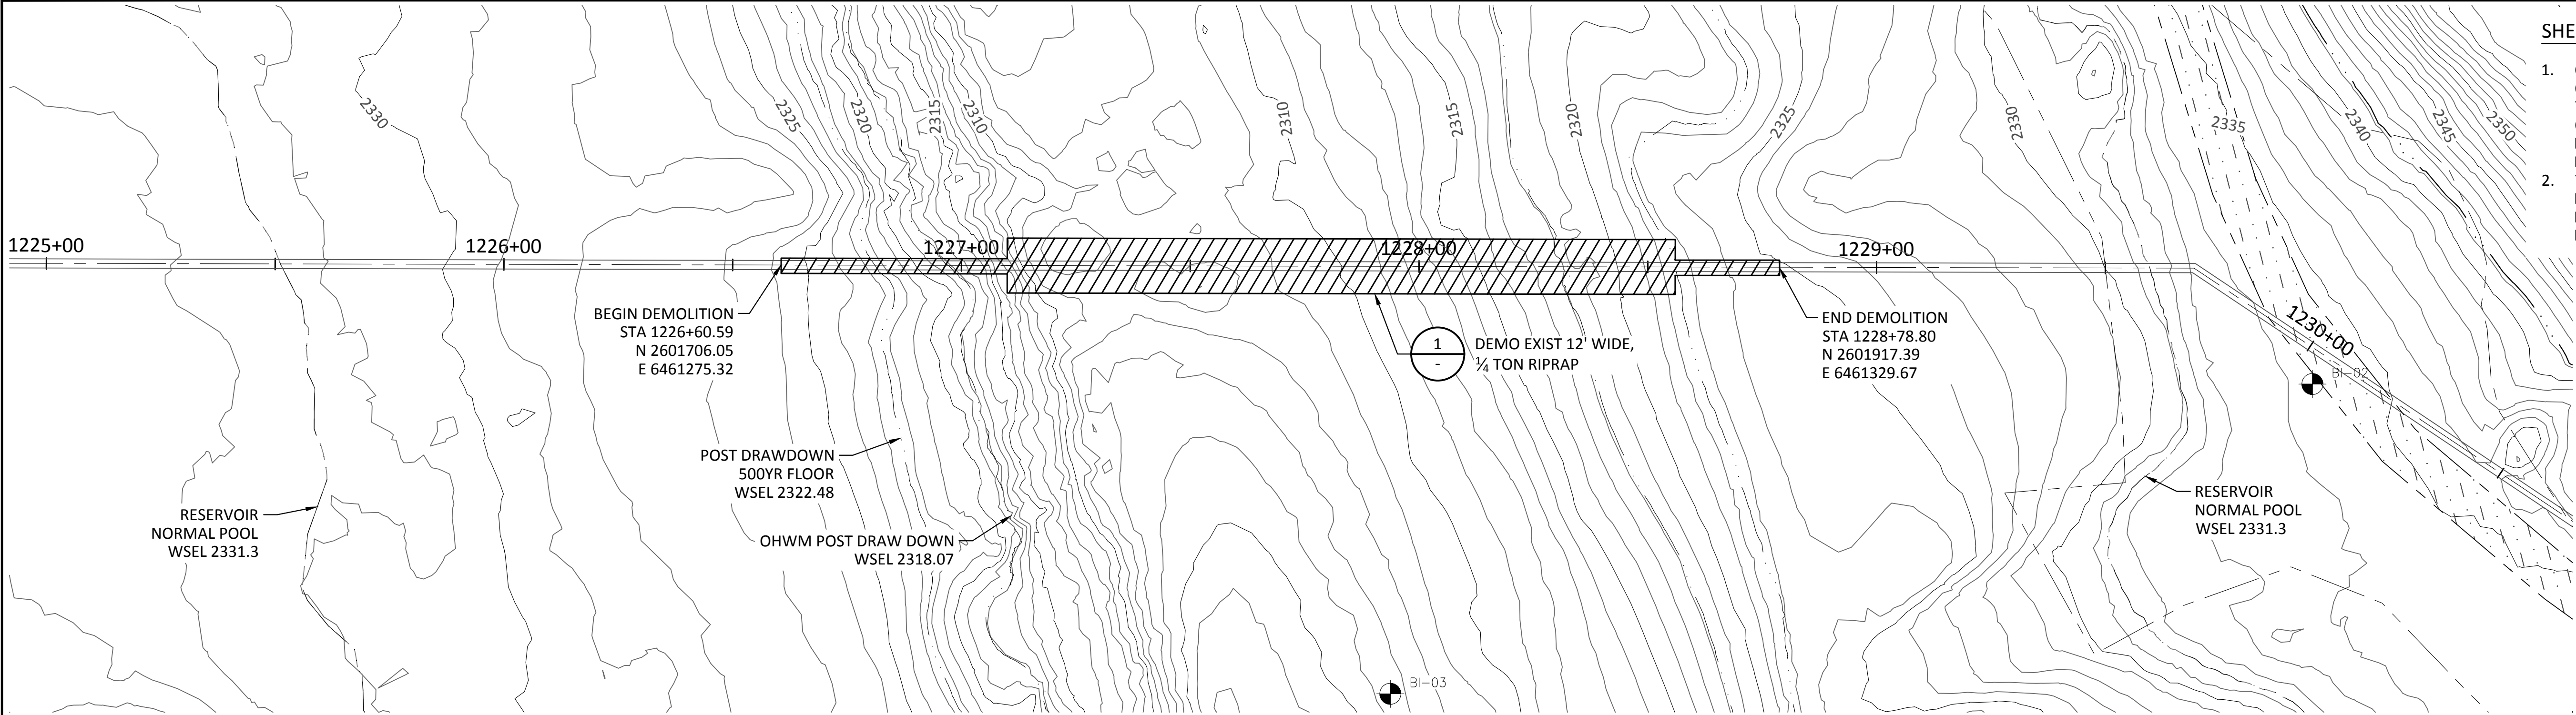 SHE
1.
2.
2330
2325
2320
2315
2310
2310
2315
2320
2325
2330
2335
2340
2345
2350
1225+00
1226+00
1227+00
1228+00
1229+00
1230+00
BEGIN DEMOLITION
STA 1226+60.59
N 2601706.05
E 6461275.32
1
-
DEMO EXIST 12' WIDE,
¼ TON RIPRAP
END DEMOLITION
STA 1228+78.80
N 2601917.39
E 6461329.67
BI-02
POST DRAWDOWN
500YR FLOOR
WSEL 2322.48
RESERVOIR
NORMAL POOL
WSEL 2331.3
OHWM POST DRAW DOWN
WSEL 2318.07
RESERVOIR
NORMAL POOL
WSEL 2331.3
BI-03